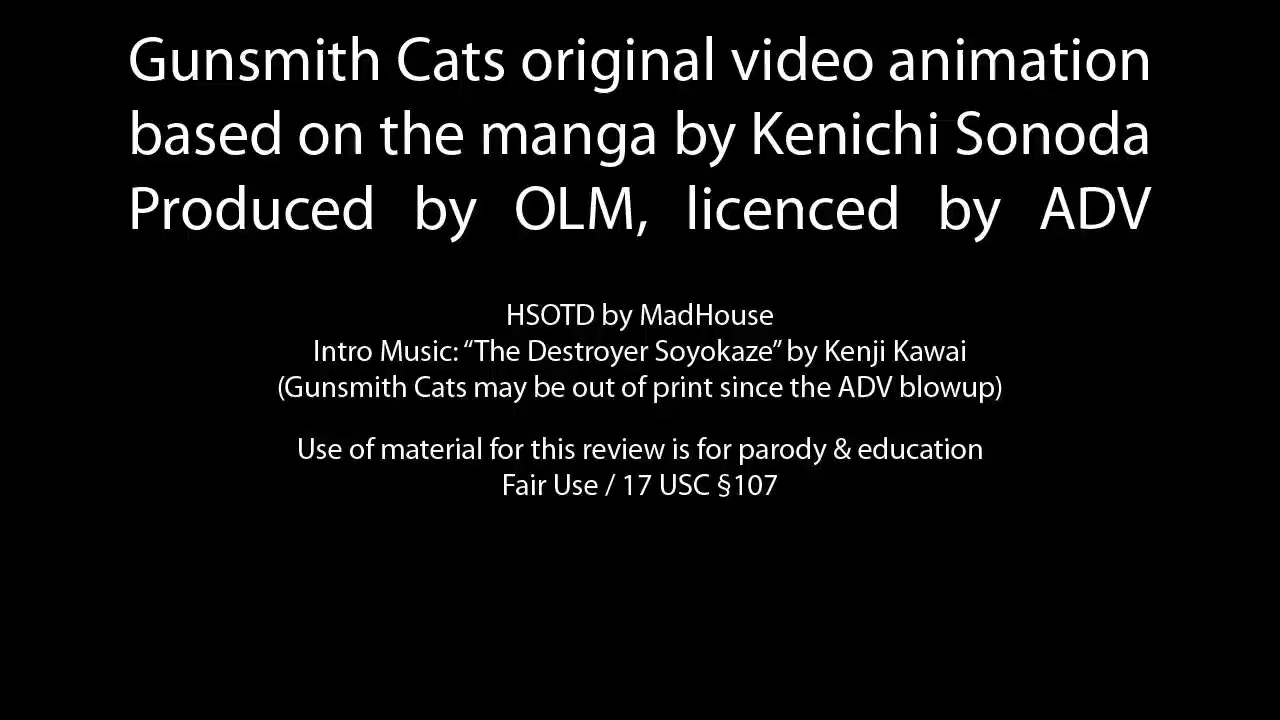 Gunsmith Cats original video animation
based on the manga by Kenichi Sonoda
Produced by OLM, licenced by ADV
HSOTD by MadHouse
Intro Music: “The Destroyer Soyokaze” by Kenji Kawai
(Gunsmith Cats may be out of print since the ADV blowup)
Use of material for this review is for parody & education
Fair Use / 17 USC §107